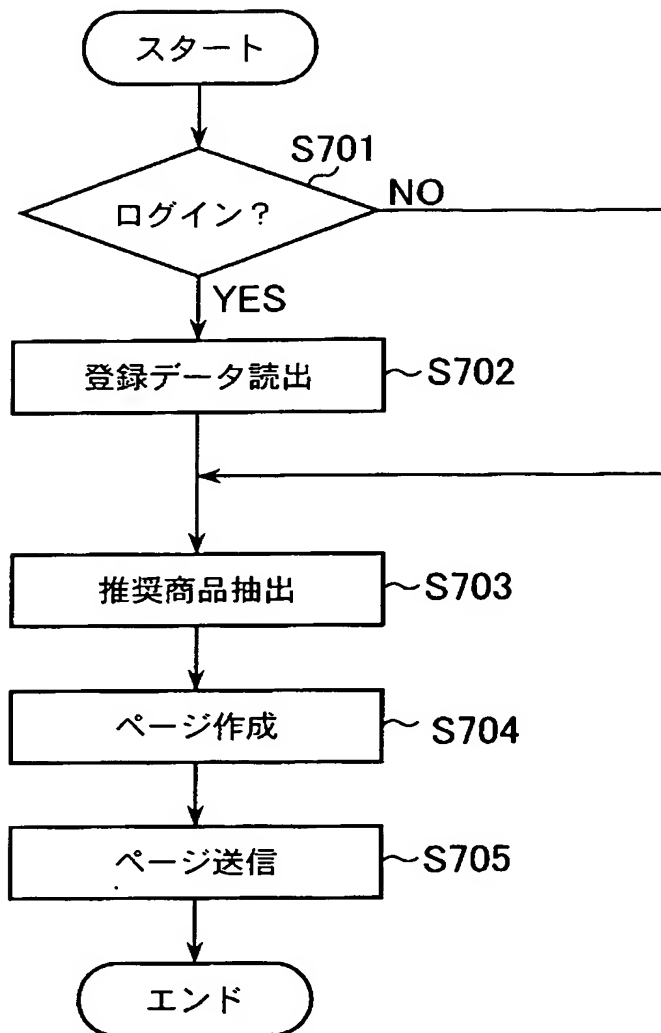 スタート
S701
ログイン?
NO
YES
登録データ読出
S702
推奨商品抽出
S703
ページ作成
S704
ページ送信
S705
エンド